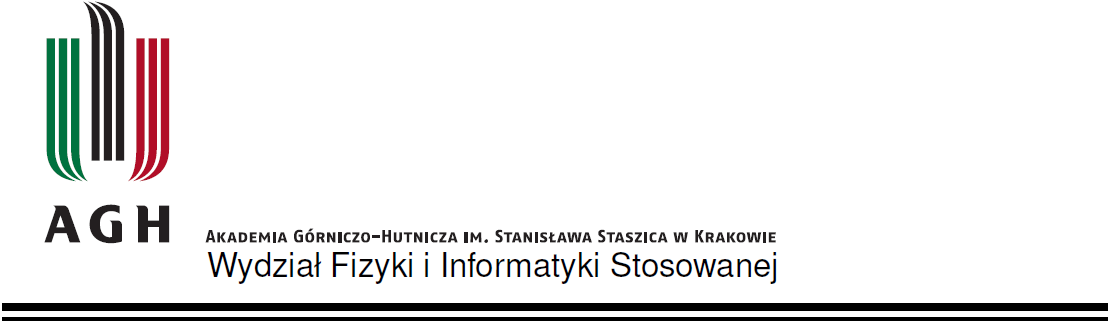 AGH
Akademia Górniczo-Hutnicza im. Stanisława Staszica w Krakowie
Wydział Fizyki i Informatyki Stosowanej